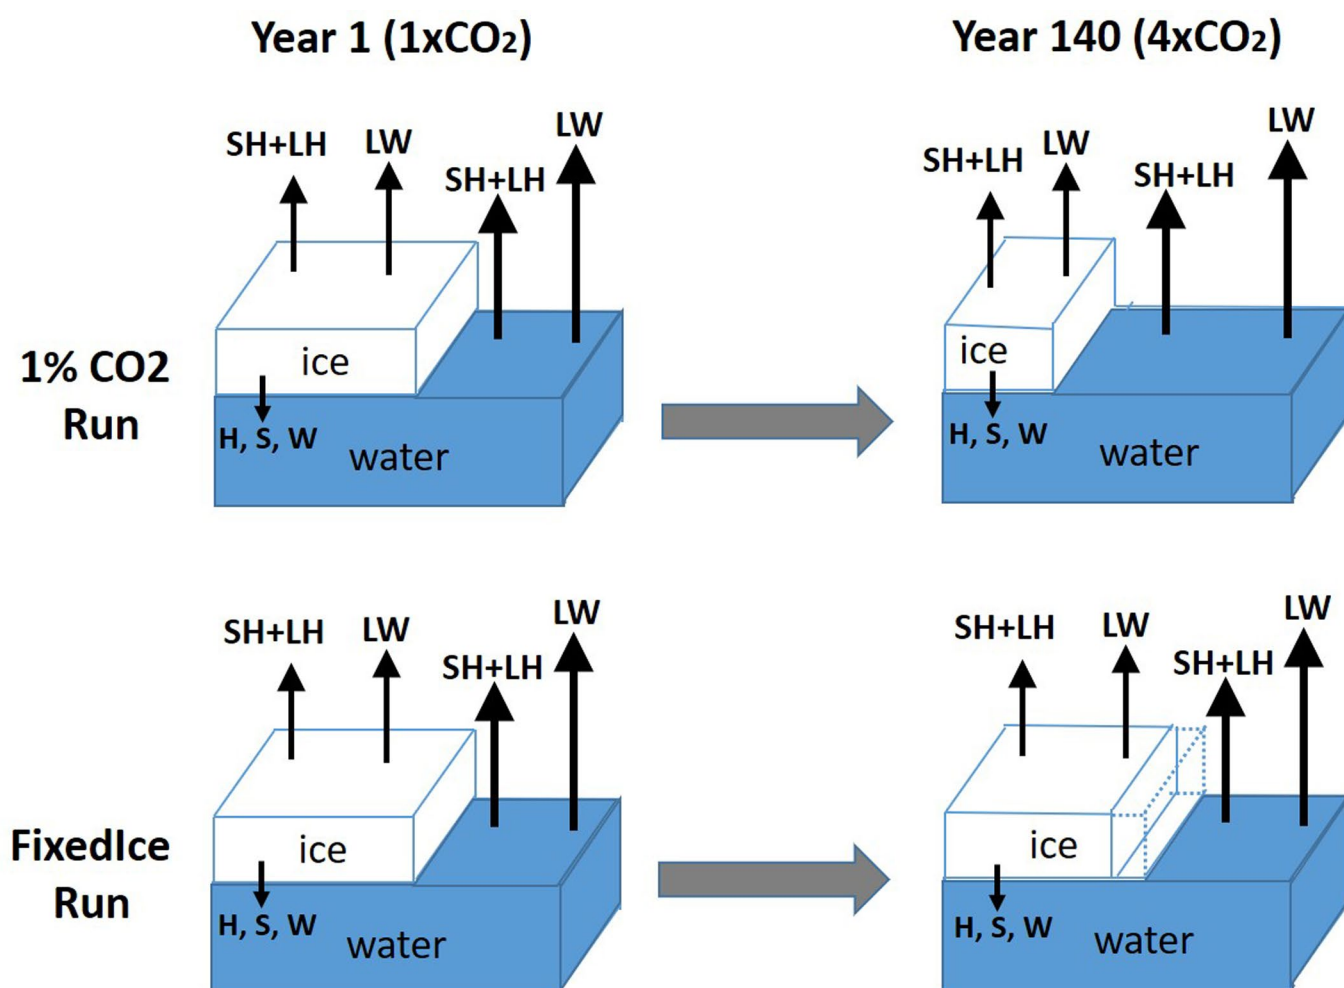 Year 1 (1xCO₂)
Year 140 (4xCO₂)
SH+LH
LW
SH+LH
LW
SH+LH
LW
SH+LH
LW
1% CO2
Run
ice
H, S, W
water
ice
H, S, W
water
SH+LH
LW
SH+LH
LW
SH+LH
LW
SH+LH
LW
FixedIce
Run
ice
H, S, W
water
ice
H, S, W
water